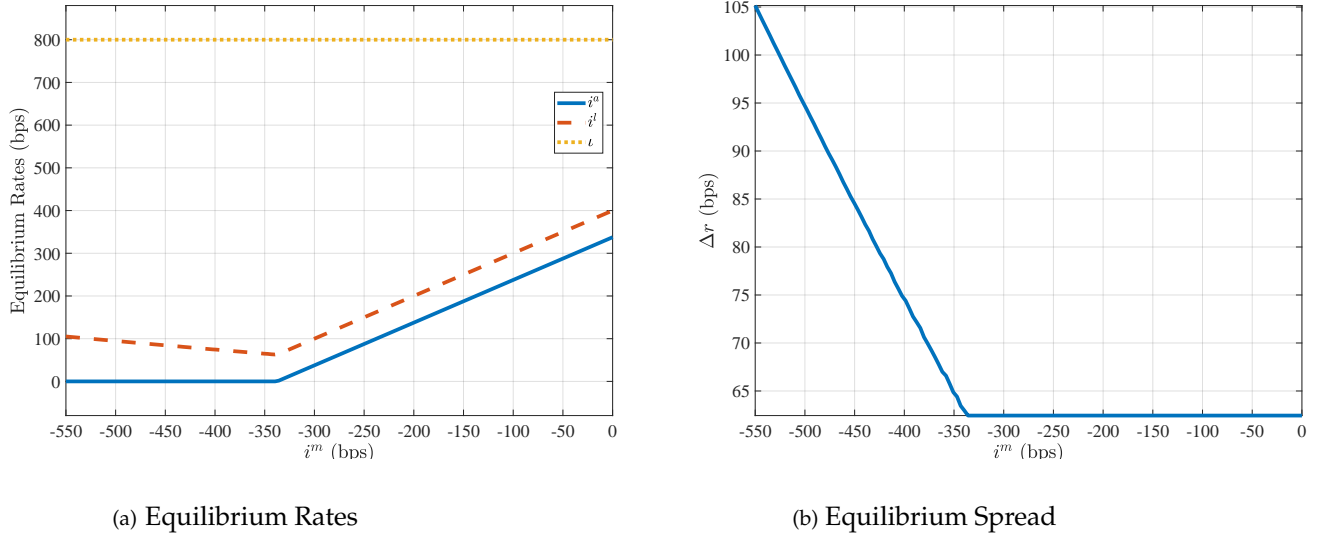 Equilibrium Rates (bps)
800
700
600
500
400
300
200
100
0
i^a
i^l
ι
-550 -500 -450 -400 -350 -300 -250 -200 -150 -100 -50 0
i^m (bps)
(a) Equilibrium Rates
Δr (bps)
105
100
95
90
85
80
75
70
65
-550 -500 -450 -400 -350 -300 -250 -200 -150 -100 -50 0
i^m (bps)
(b) Equilibrium Spread